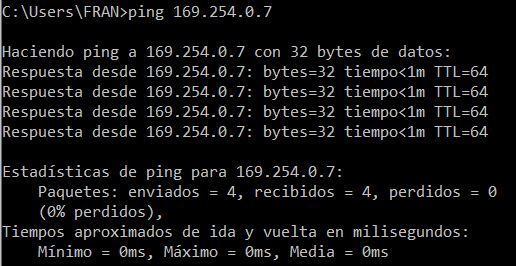 C:\Users\FRAN>ping 169.254.0.7
Haciendo ping a 169.254.0.7 con 32 bytes de datos:
Respuesta desde 169.254.0.7: bytes=32 tiempo<1m TTL=64
Respuesta desde 169.254.0.7: bytes=32 tiempo<1m TTL=64
Respuesta desde 169.254.0.7: bytes=32 tiempo<1m TTL=64
Respuesta desde 169.254.0.7: bytes=32 tiempo<1m TTL=64
Estadísticas de ping para 169.254.0.7:
Paquetes: enviados = 4, recibidos = 4, perdidos = 0
(0% perdidos),
Tiempos aproximados de ida y vuelta en milisegundos:
Mínimo = 0ms, Máximo = 0ms, Media = 0ms